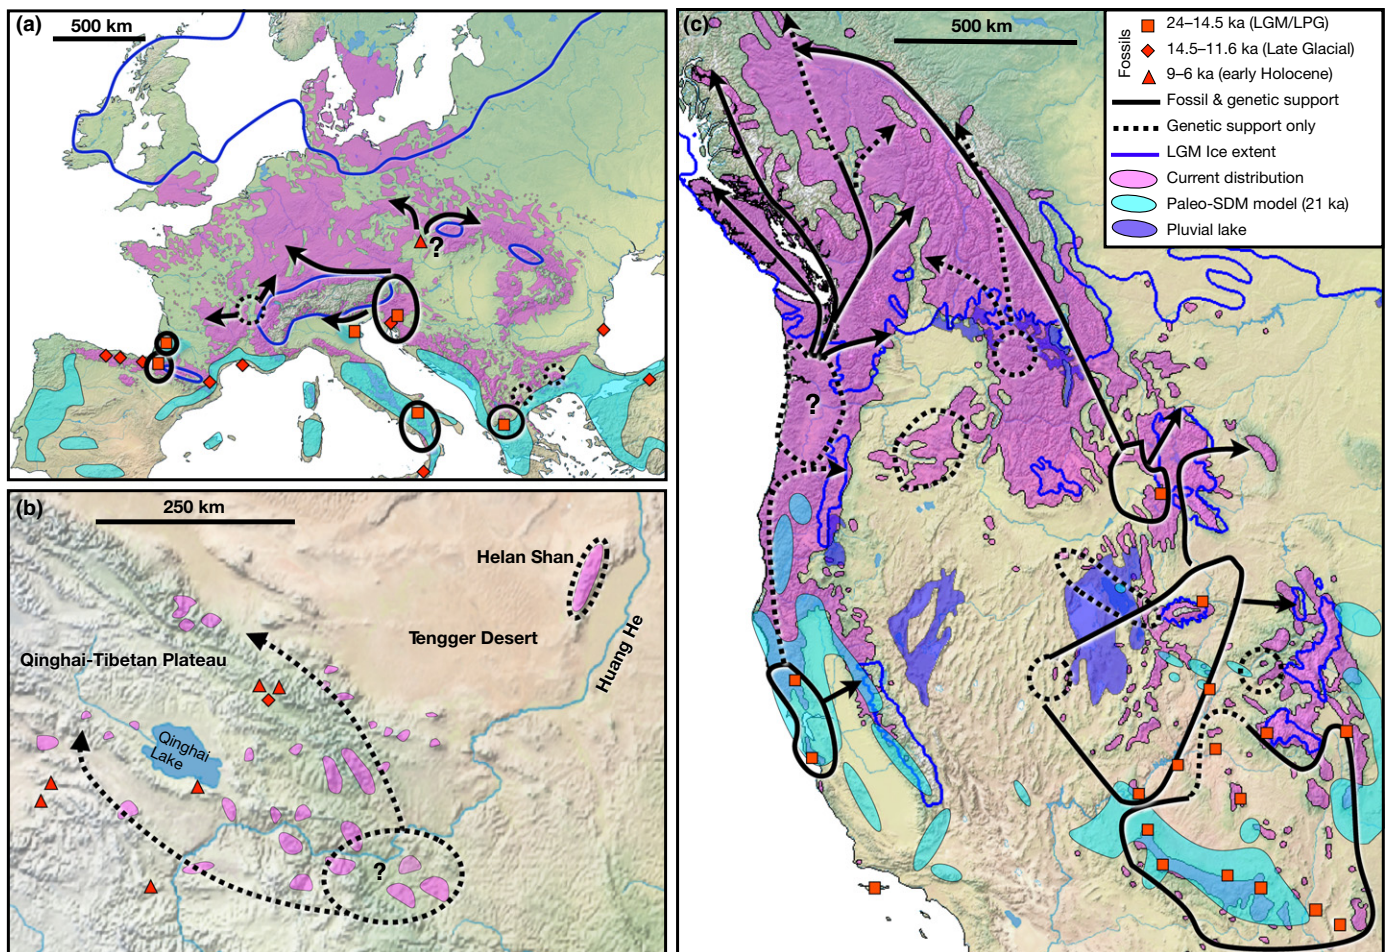 (a)
500 km
?
(b)
250 km
Helan Shan
Tengger Desert
Huang He
Qinghai-Tibetan Plateau
Qinghai
Lake
?
(c)
500 km
?
Fossils
24–14.5 ka (LGM/LPG)
14.5–11.6 ka (Late Glacial)
9–6 ka (early Holocene)
Fossil & genetic support
Genetic support only
LGM Ice extent
Current distribution
Paleo-SDM model (21 ka)
Pluvial lake